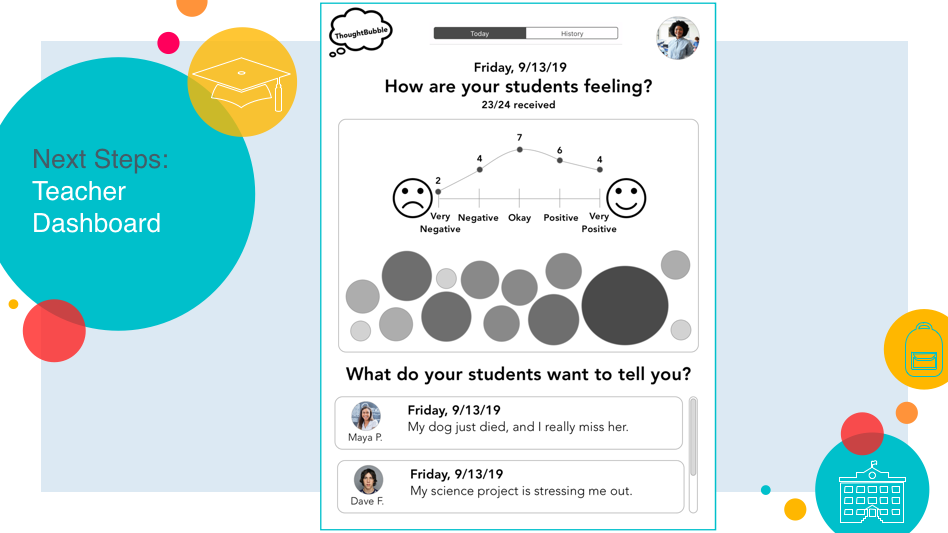 Next Steps:
Teacher
Dashboard
ThoughtBubble
Today
History
Friday, 9/13/19
How are your students feeling?
23/24 received
2
4
7
6
4
Very
Negative
Negative
Okay
Positive
Very
Positive
What do your students want to tell you?
Maya P.
Friday, 9/13/19
My dog just died, and I really miss her.
Dave F.
Friday, 9/13/19
My science project is stressing me out.